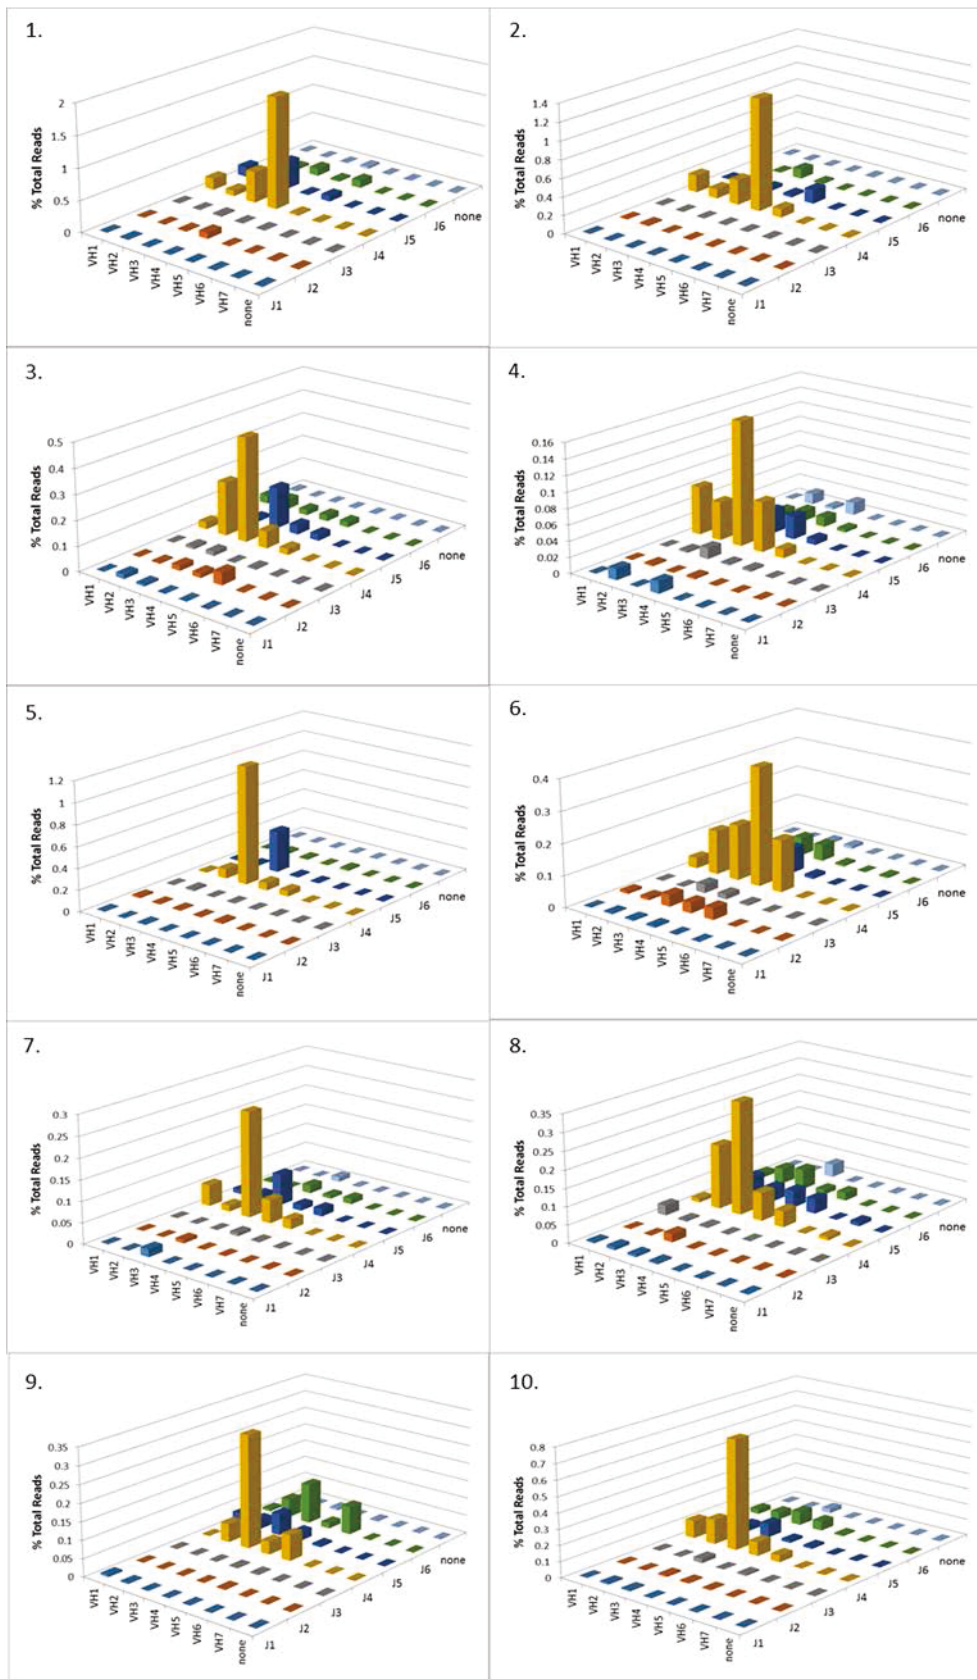 1.
% Total Reads
2
1.5
1
0.5
0
VH1 VH2 VH3 VH4 VH5 VH6 VH7 none
J1 J2 J3 J4 J5 J6 none
2.
% Total Reads
1.4
1.2
1
0.8
0.6
0.4
0.2
0
VH1 VH2 VH3 VH4 VH5 VH6 VH7 none
J1 J2 J3 J4 J5 J6 none
3.
% Total Reads
0.5
0.4
0.3
0.2
0.1
0
VH1 VH2 VH3 VH4 VH5 VH6 VH7 none
J1 J2 J3 J4 J5 J6 none
4.
% Total Reads
0.16
0.14
0.12
0.1
0.08
0.06
0.04
0.02
0
VH1 VH2 VH3 VH4 VH5 VH6 VH7 none
J1 J2 J3 J4 J5 J6 none
5.
% Total Reads
1.2
1
0.8
0.6
0.4
0.2
0
VH1 VH2 VH3 VH4 VH5 VH6 VH7 none
J1 J2 J3 J4 J5 J6 none
6.
% Total Reads
0.4
0.3
0.2
0.1
0
VH1 VH2 VH3 VH4 VH5 VH6 VH7 none
J1 J2 J3 J4 J5 J6 none
7.
% Total Reads
0.3
0.25
0.2
0.15
0.1
0.05
0
VH1 VH2 VH3 VH4 VH5 VH6 VH7 none
J1 J2 J3 J4 J5 J6 none
8.
% Total Reads
0.35
0.3
0.25
0.2
0.15
0.1
0.05
0
VH1 VH2 VH3 VH4 VH5 VH6 VH7 none
J1 J2 J3 J4 J5 J6 none
9.
% Total Reads
0.35
0.3
0.25
0.2
0.15
0.1
0.05
0
VH1 VH2 VH3 VH4 VH5 VH6 VH7 none
J1 J2 J3 J4 J5 J6 none
10.
% Total Reads
0.8
0.7
0.6
0.5
0.4
0.3
0.2
0.1
0
VH1 VH2 VH3 VH4 VH5 VH6 VH7 none
J1 J2 J3 J4 J5 J6 none